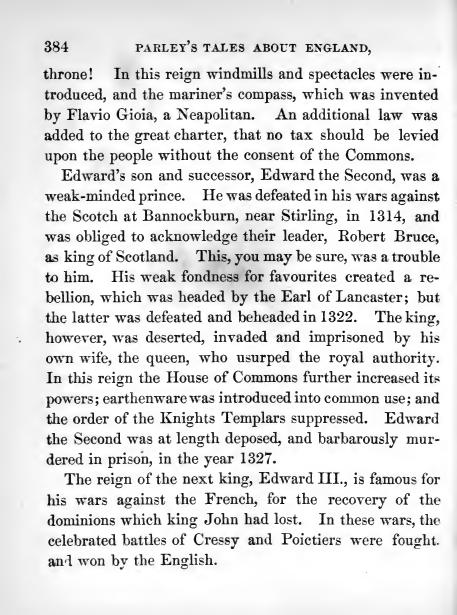 384 PARLEY'S TALES ABOUT ENGLAND,
throne! In this reign windmills and spectacles were in-
troduced, and the mariner's compass, which was invented
by Flavio Gioia, a Neapolitan. An additional law was
added to the great charter, that no tax should be levied
upon the people without the consent of the Commons.
Edward's son and successor, Edward the Second, was a
weak-minded prince. He was defeated in his wars against
the Scotch at Bannockburn, near Stirling, in 1314, and
was obliged to acknowledge their leader, Robert Bruce,
as king of Scotland. This, you may be sure, was a trouble
to him. His weak fondness for favourites created a re-
bellion, which was headed by the Earl of Lancaster; but
the latter was defeated and beheaded in 1322. The king,
however, was deserted, invaded and imprisoned by his
own wife, the queen, who usurped the royal authority.
In this reign the House of Commons further increased its
powers; earthenware was introduced into common use; and
the order of the Knights Templars suppressed. Edward
the Second was at length deposed, and barbarously mur-
dered in prison, in the year 1327.
The reign of the next king, Edward III., is famous for
his wars against the French, for the recovery of the
dominions which king John had lost. In these wars, the
celebrated battles of Cressy and Poictiers were fought.
and won by the English.